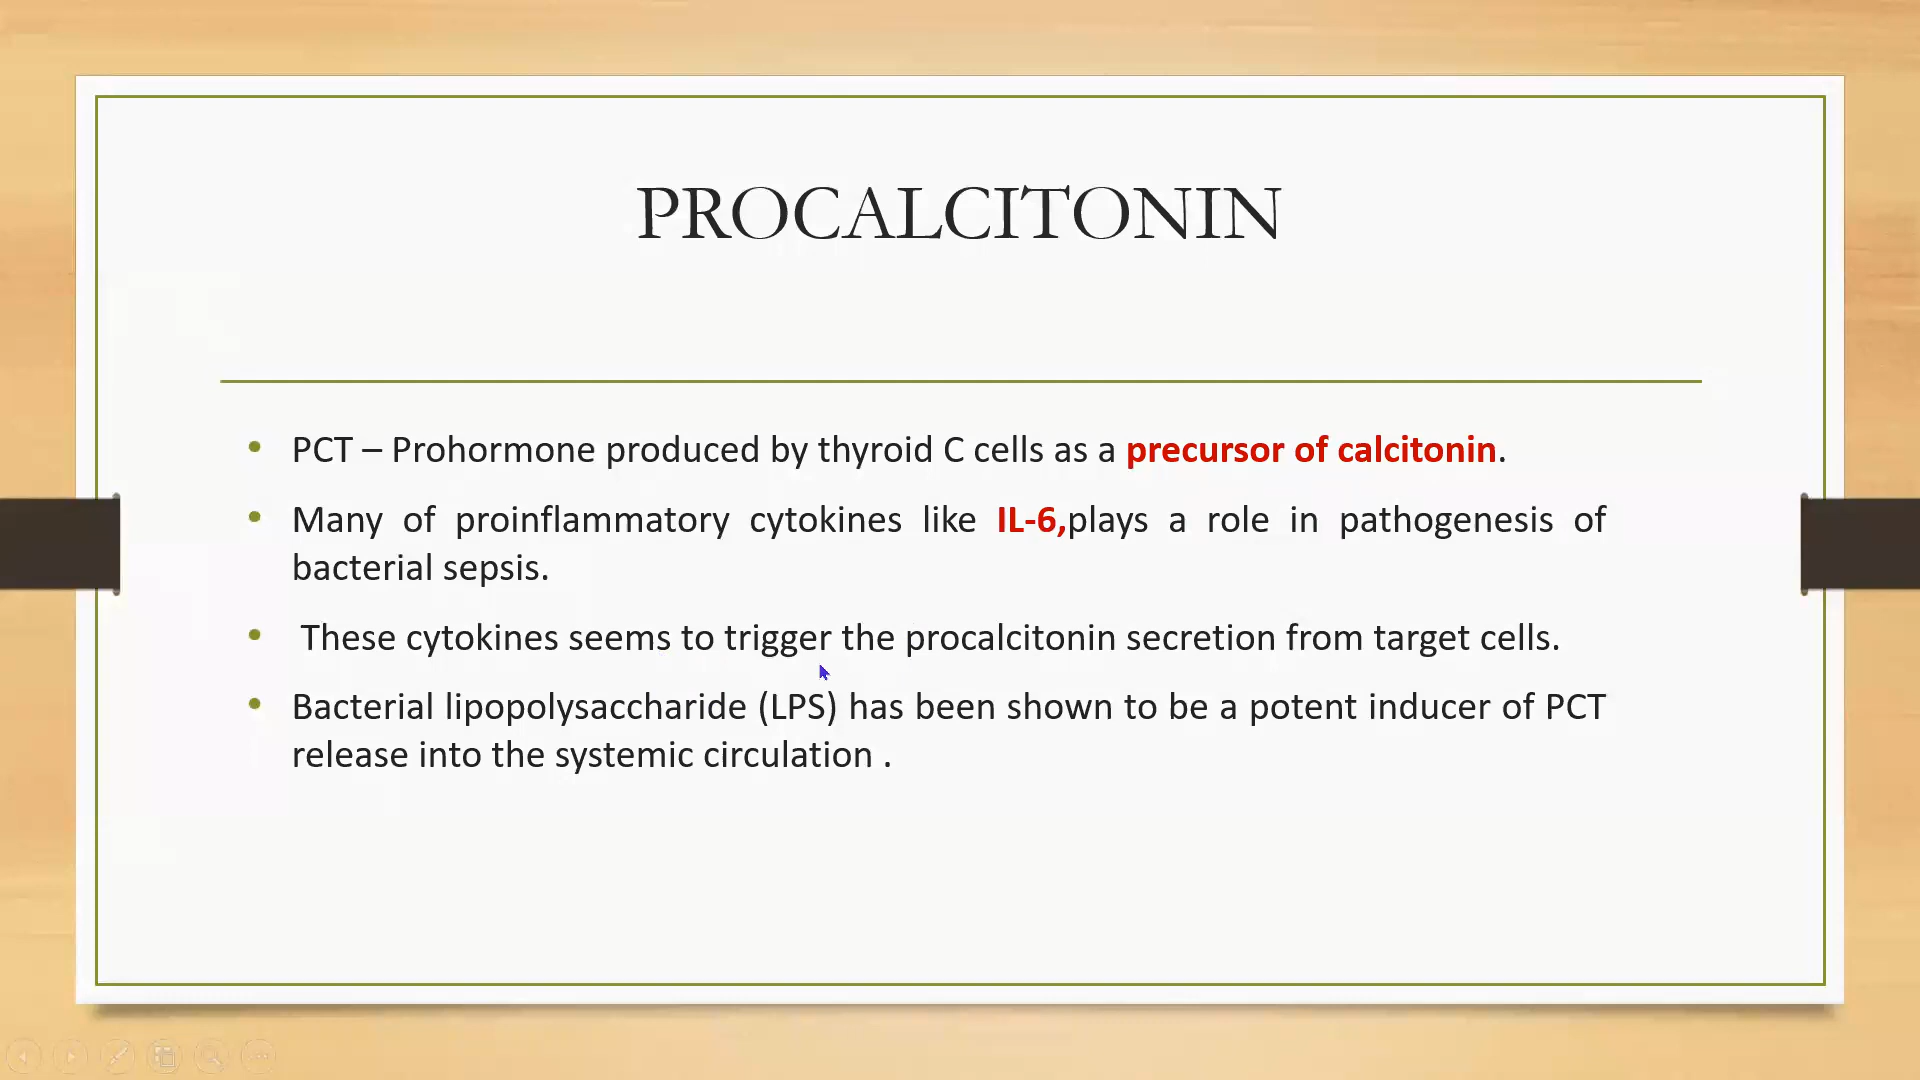 PROCALCITONIN
• PCT – Prohormone produced by thyroid C cells as a precursor of calcitonin.
• Many of proinflammatory cytokines like IL-6,plays a role in pathogenesis of
bacterial sepsis.
• These cytokines seems to trigger the procalcitonin secretion from target cells.
• Bacterial lipopolysaccharide (LPS) has been shown to be a potent inducer of PCT
release into the systemic circulation .